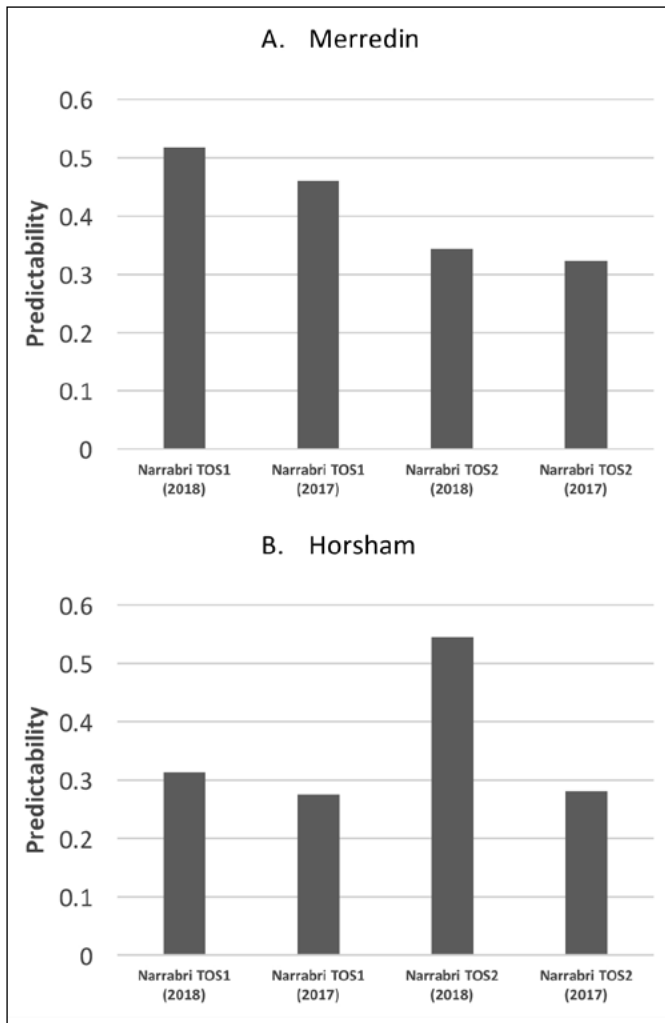 A. Merredin
Predictability
0.6
0.5
0.4
0.3
0.2
0.1
0
Narrabri TOS1 Narrabri TOS1 Narrabri TOS2 Narrabri TOS2
(2018) (2017) (2018) (2017)
B. Horsham
Predictability
0.6
0.5
0.4
0.3
0.2
0.1
0
Narrabri TOS1 Narrabri TOS1 Narrabri TOS2 Narrabri TOS2
(2018) (2017) (2018) (2017)